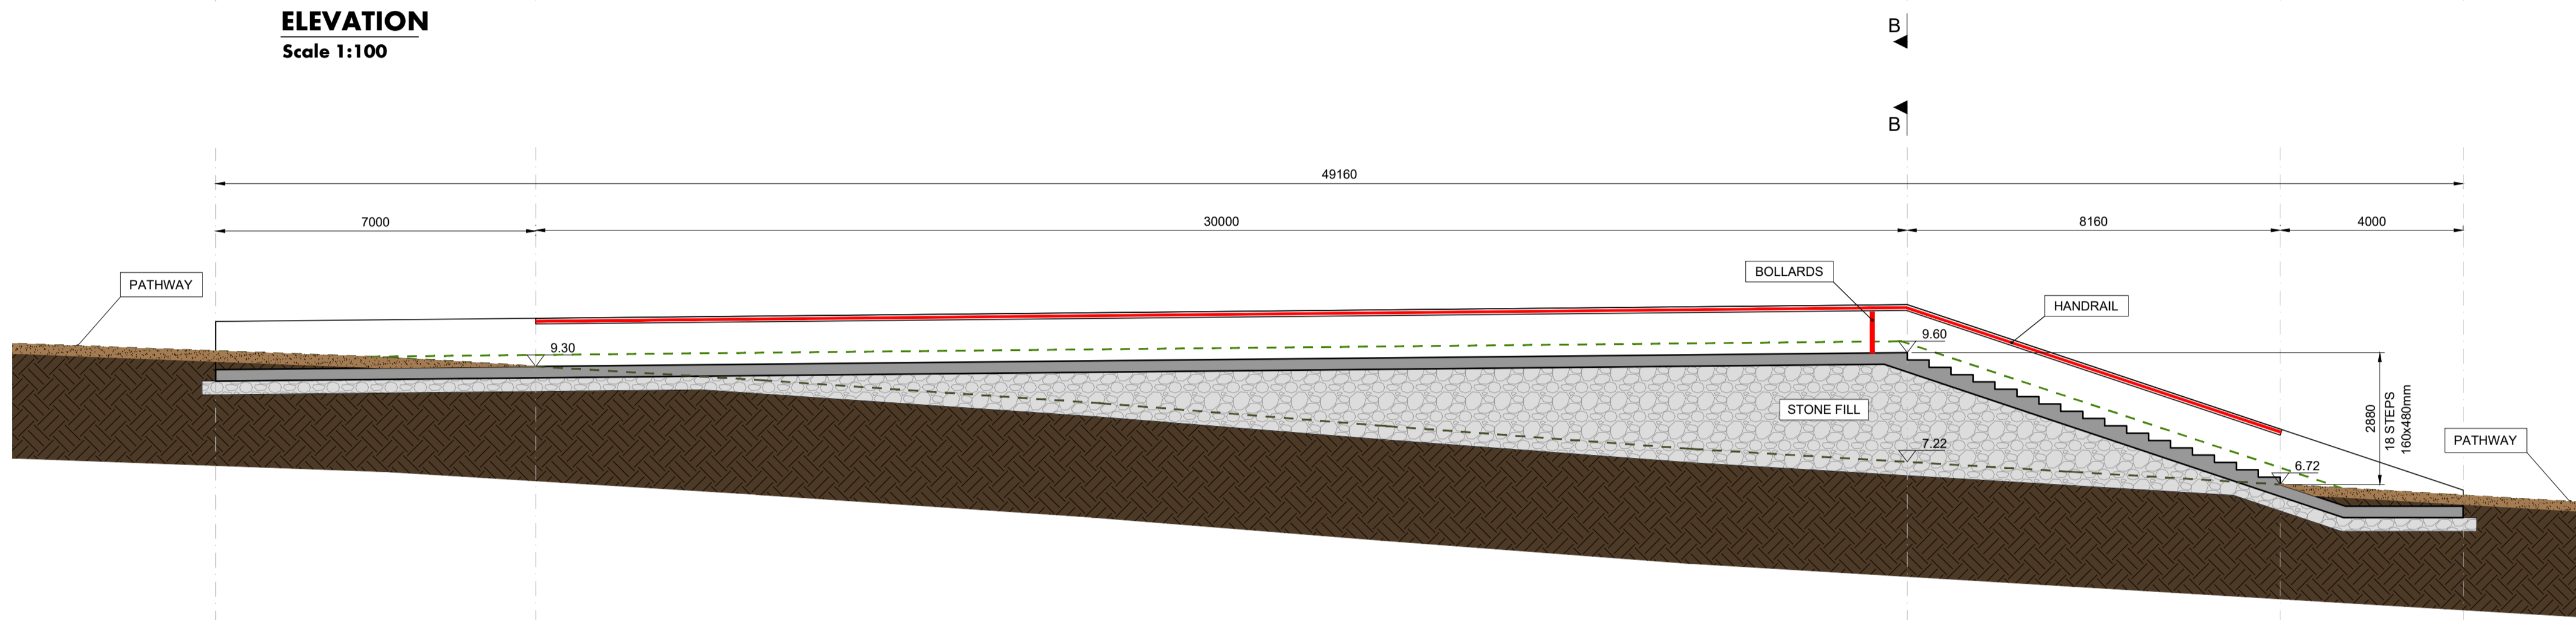 ELEVATION
Scale 1:100
B
B
49160
7000
30000
8160
4000
PATHWAY
BOLLARDS
HANDRAIL
9.30
9.60
STONE FILL
7.22
6.72
2880
18 STEPS
160x480mm
PATHWAY